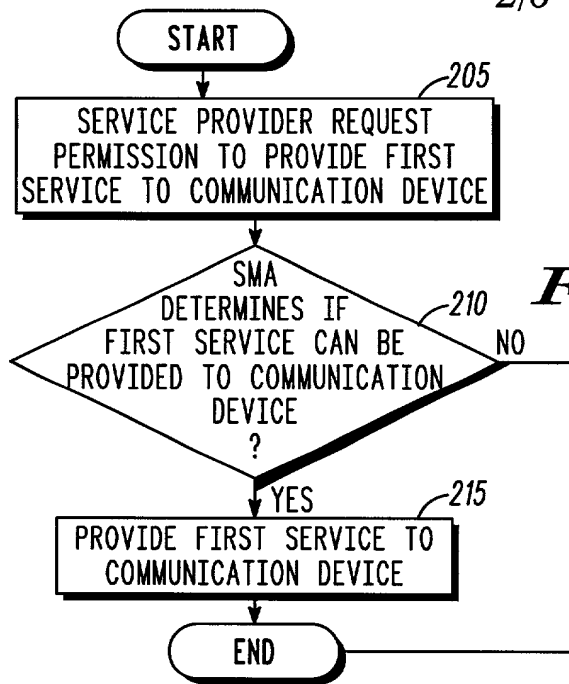 2/6
START
205
SERVICE PROVIDER REQUEST
PERMISSION TO PROVIDE FIRST
SERVICE TO COMMUNICATION DEVICE
SMA
DETERMINES IF
FIRST SERVICE CAN BE
PROVIDED TO COMMUNICATION
DEVICE
?
210
NO
YES
215
PROVIDE FIRST SERVICE TO
COMMUNICATION DEVICE
END